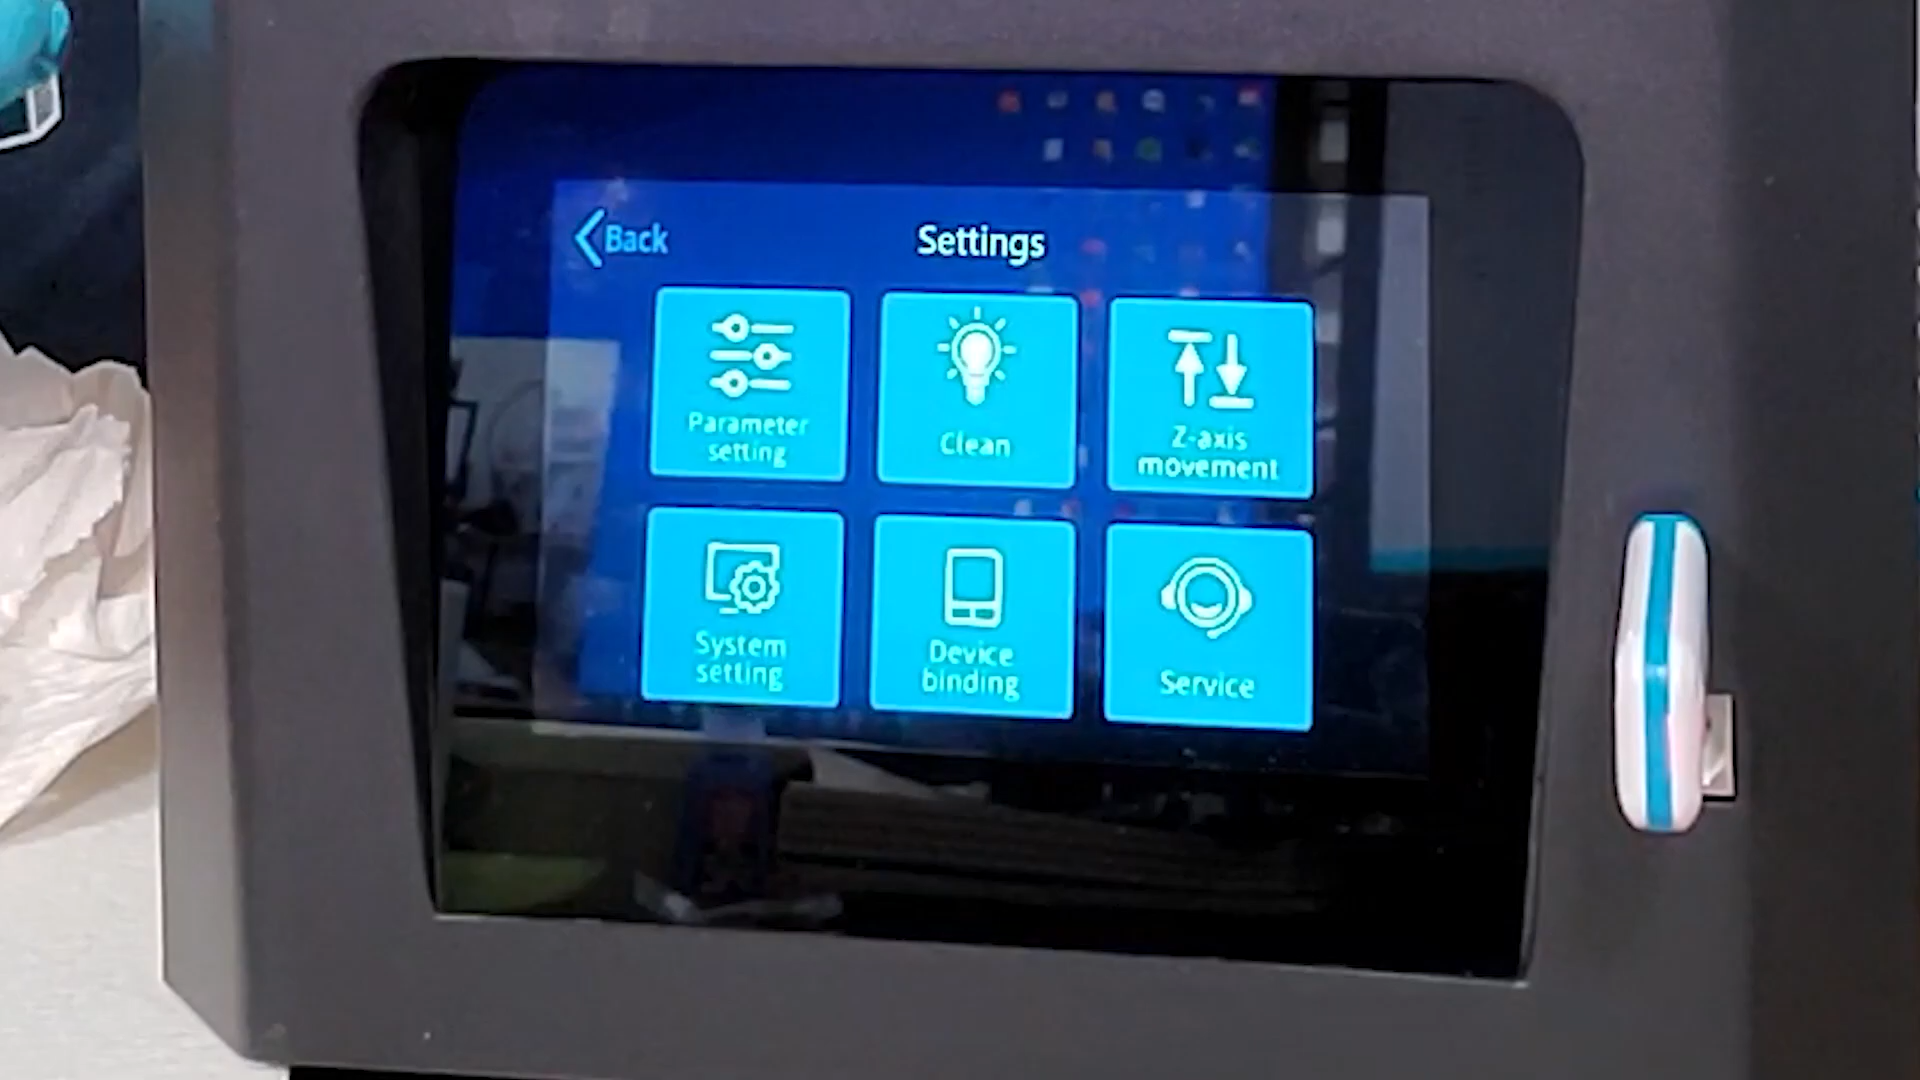 Back
Settings
Parameter
setting
Clean
Z-axis
movement
System
setting
Device
binding
Service